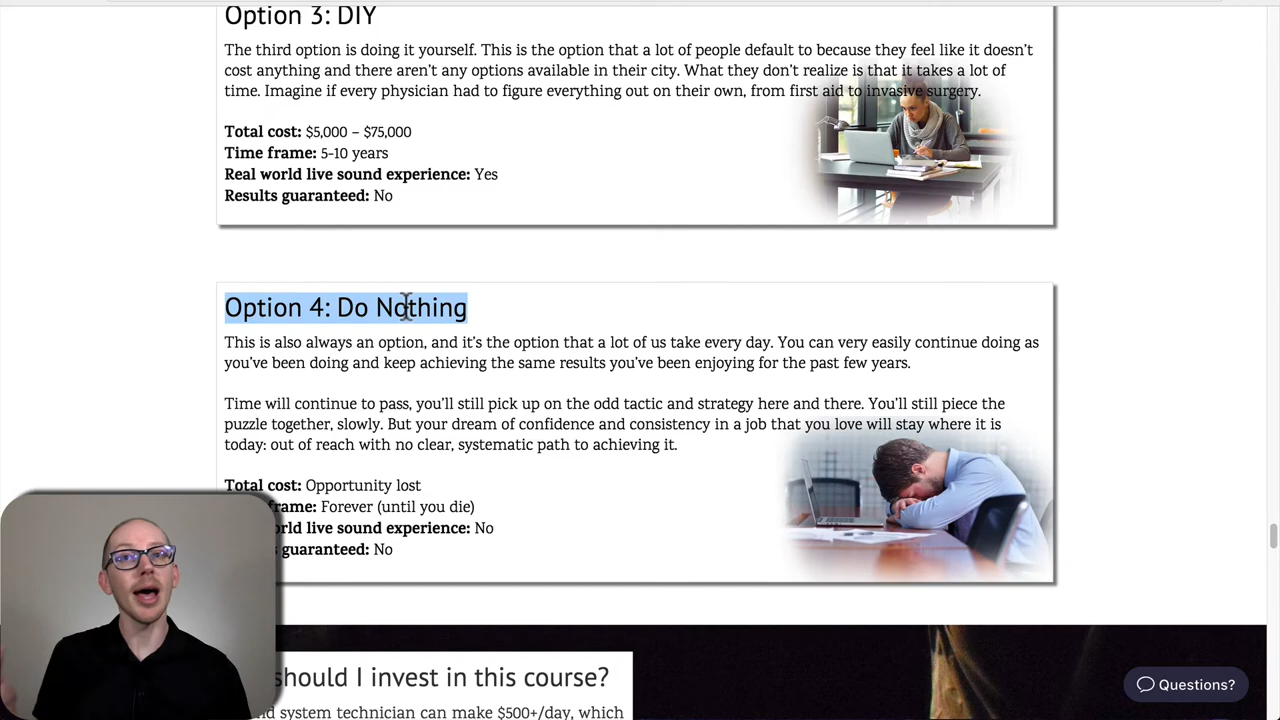 Option 3: DIY
The third option is doing it yourself. This is the option that a lot of people default to because they feel like it doesn’t
cost anything and there aren’t any options available in their city. What they don’t realize is that it takes a lot of
time. Imagine if every physician had to figure everything out on their own, from first aid to invasive surgery.
Total cost: $5,000 – $75,000
Time frame: 5-10 years
Real world live sound experience: Yes
Results guaranteed: No
Option 4: Do Nothing
This is also always an option, and it’s the option that a lot of us take every day. You can very easily continue doing as
you’ve been doing and keep achieving the same results you’ve been enjoying for the past few years.
Time will continue to pass, you’ll still pick up on the odd tactic and strategy here and there. You’ll still piece the
puzzle together, slowly. But your dream of confidence and consistency in a job that you love will stay where it is
today: out of reach with no clear, systematic path to achieving it.
Total cost: Opportunity lost
frame: Forever (until you die)
world live sound experience: No
guaranteed: No
should I invest in this course?
system technician can make $500+/day, which
Questions?